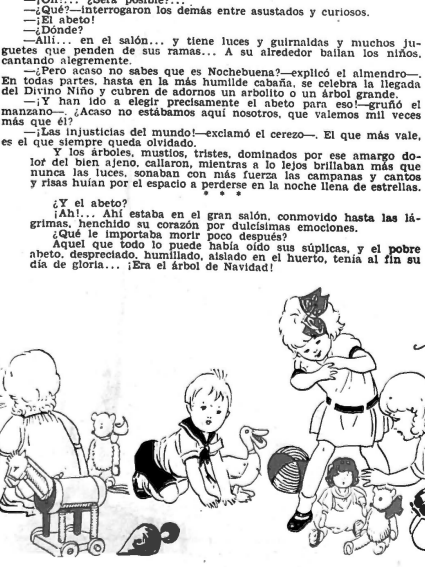 —¡Oh!... ¿Será posible?...
—¿Qué?—interrogaron los demás entre asustados y curiosos.
—¡El abeto!
—¿Dónde?
—Allí... en el salón... y tiene luces y guirnaldas y muchos ju-
guetes que penden de sus ramas... A su alrededor bailan los niños,
cantando alegremente.
—¿Pero acaso no sabes que es Nochebuena?—explicó el almendro—.
En todas partes, hasta en la más humilde cabaña, se celebra la llegada
del Divino Niño y cubren de adornos un arbolito o un árbol grande.
—¡Y han ido a elegir precisamente el abeto para eso!—gruñó el
manzano—. ¿Acaso no estábamos aquí nosotros, que valemos mil veces
más que él?
—¡Las injusticias del mundo!—exclamó el cerezo—. El que más vale,
es el que siempre queda olvidado.
Y los árboles, mustios, tristes, dominados por ese amargo do-
lor del bien ajeno, callaron, mientras a lo lejos brillaban más que
nunca las luces, sonaban con más fuerza las campanas y cantos
y risas huían por el espacio a perderse en la noche llena de estrellas.
* * *
¿Y el abeto?
¡Ah!... Ahí estaba en el gran salón, conmovido hasta las lá-
grimas, henchido su corazón por dulcísimas emociones.
¿Qué le importaba morir poco después?
Aquel que todo lo puede había oído sus súplicas, y el pobre
abeto, despreciado, humillado, aislado en el huerto, tenía al fin su
día de gloria... ¡Era el árbol de Navidad!